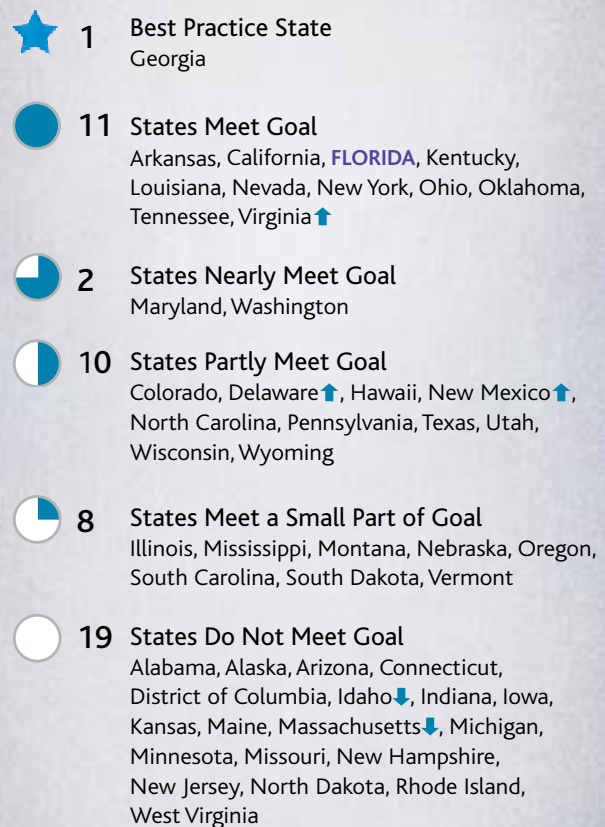 1 Best Practice State
Georgia
11 States Meet Goal
Arkansas, California, FLORIDA, Kentucky,
Louisiana, Nevada, New York, Ohio, Oklahoma,
Tennessee, Virginia⬆
2 States Nearly Meet Goal
Maryland, Washington
10 States Partly Meet Goal
Colorado, Delaware⬆, Hawaii, New Mexico⬆,
North Carolina, Pennsylvania, Texas, Utah,
Wisconsin, Wyoming
8 States Meet a Small Part of Goal
Illinois, Mississippi, Montana, Nebraska, Oregon,
South Carolina, South Dakota, Vermont
19 States Do Not Meet Goal
Alabama, Alaska, Arizona, Connecticut,
District of Columbia, Idaho⬇, Indiana, Iowa,
Kansas, Maine, Massachusetts⬇, Michigan,
Minnesota, Missouri, New Hampshire,
New Jersey, North Dakota, Rhode Island,
West Virginia